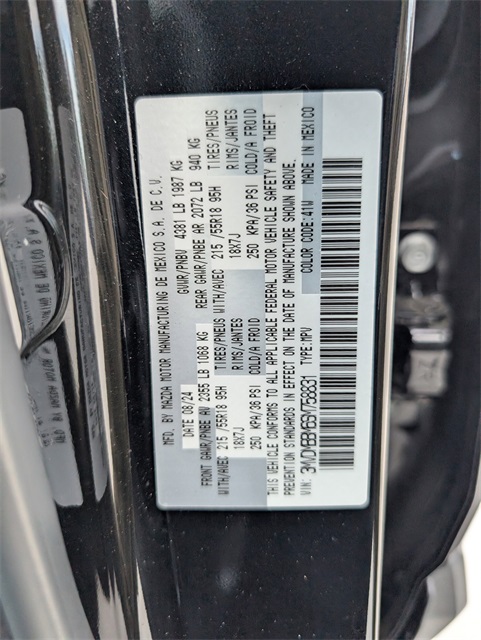 MFD. BY MAZDA MOTOR MANUFACTURING DE MEXICO S.A. DE C.V.
DATE 08/24 GVWR/PNBV 4381 LB 1987 KG
FRONT GAWR/PNBE AV 2355 LB 1068 KG REAR GAWR/PNBE AR 2072 LB 940 KG
WITH/AVEC 215/55R18 95H TIRES/PNEUS WITH/AVEC 215/55R18 95H TIRES/PNEUS
18X7J RIMS/JANTES 18X7J RIMS/JANTES
250 KPA/36 PSI COLD/A FROID 250 KPA/36 PSI COLD/A FROID
THIS VEHICLE CONFORMS TO ALL APPLICABLE FEDERAL MOTOR VEHICLE SAFETY AND THEFT
PREVENTION STANDARDS IN EFFECT ON THE DATE OF MANUFACTURE SHOWN ABOVE.
COLOR CODE:41W MADE IN MEXICO
VIN: TYPE:MPV